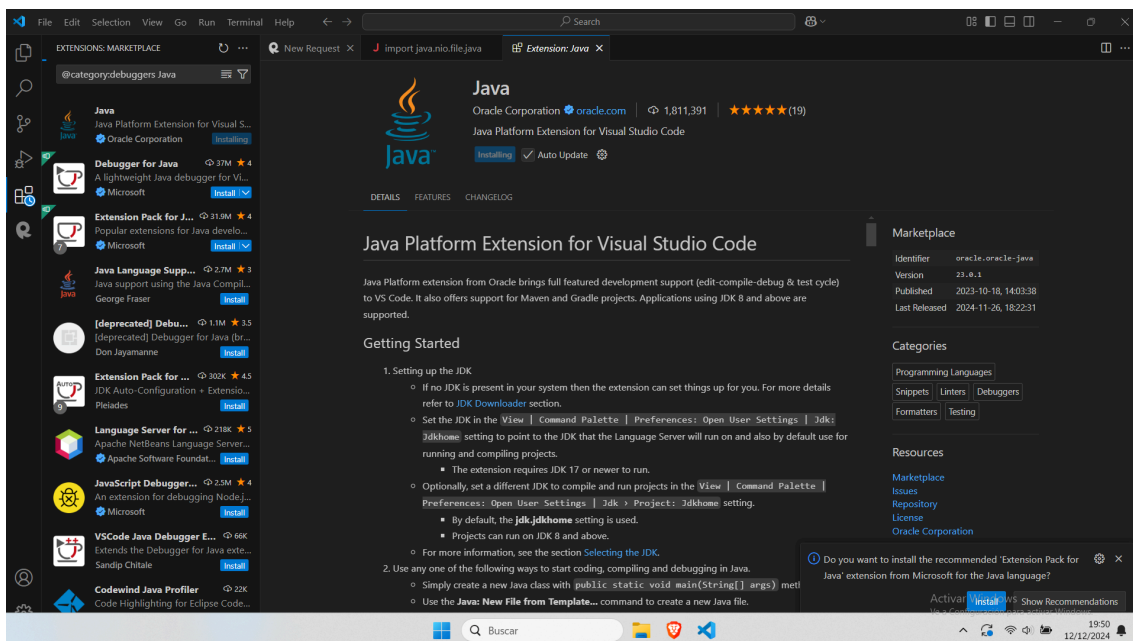 File Edit Selection View Go Run Terminal Help
Search
EXTENSIONS: MARKETPLACE
New Request
J import java.nio.file.java
Extension: Java
@category:debuggers Java
Java
Java Platform Extension for Visual S...
Oracle Corporation Installing
Debugger for Java 37M ★ 4
A lightweight Java debugger for Vi...
Microsoft Install
Extension Pack for J... 31.9M ★ 4
Popular extensions for Java develo...
7 Microsoft Install
Java Language Supp... 2.7M ★ 3
Java support using the Java Compil...
George Fraser Install
[deprecated] Debu... 1.1M ★ 3.5
[deprecated] Debugger for Java (br...
Don Jayamanne Install
Extension Pack for ... 302K ★ 4.5
JDK Auto-Configuration + Extensio...
9 Pleiades Install
Language Server for ... 218K ★ 5
Apache NetBeans Language Server...
Apache Software Foundat... Install
JavaScript Debugger... 2.5M ★ 4
An extension for debugging Node.j...
Microsoft Install
VSCode Java Debugger E... 66K
Extends the Debugger for Java exte...
Sandip Chitale Install
Codewind Java Profiler 22K
Code Highlighting for Eclipse Code...
Java
Java
Oracle Corporation oracle.com | 1,811,391 | ★★★★★(19)
Java Platform Extension for Visual Studio Code
Installing Auto Update
DETAILS FEATURES CHANGELOG
Java Platform Extension for Visual Studio Code
Java Platform extension from Oracle brings full featured development support (edit-compile-debug & test cycle)
to VS Code. It also offers support for Maven and Gradle projects. Applications using JDK 8 and above are
supported.
Getting Started
1. Setting up the JDK
If no JDK is present in your system then the extension can set things up for you. For more details
refer to JDK Downloader section.
Set the JDK in the View | Command Palette | Preferences: Open User Settings | Jdk:
Jdkhome setting to point to the JDK that the Language Server will run on and also by default use for
running and compiling projects.
The extension requires JDK 17 or newer to run.
Optionally, set a different JDK to compile and run projects in the View | Command Palette |
Preferences: Open User Settings | Jdk › Project: Jdkhome setting.
By default, the jdk.jdkhome setting is used.
Projects can run on JDK 8 and above.
For more information, see the section Selecting the JDK.
2. Use any one of the following ways to start coding, compiling and debugging in Java.
Simply create a new Java class with public static void main(String[] args) met
Use the Java: New File from Template... command to create a new Java file.
Marketplace
Identifier oracle.oracle-java
Version 23.0.1
Published 2023-10-18, 14:03:38
Last Released 2024-11-26, 18:22:31
Categories
Programming Languages
Snippets Linters Debuggers
Formatters Testing
Resources
Marketplace
Issues
Repository
License
Oracle Corporation
Do you want to install the recommended 'Extension Pack for
Java' extension from Microsoft for the Java language?
Install Show Recommendations
Buscar
19:50
12/12/2024